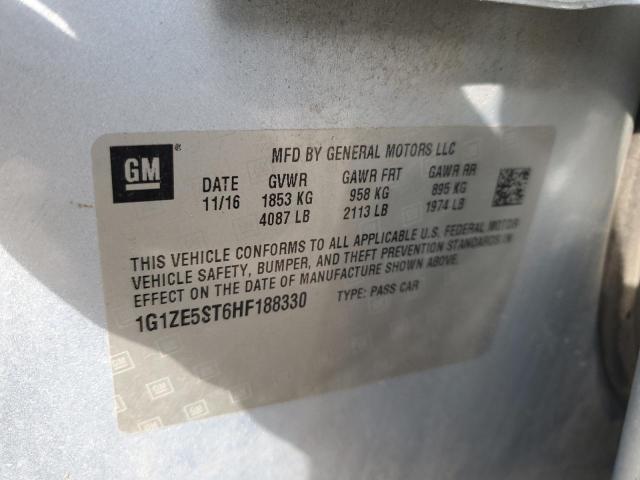 GM
MFD BY GENERAL MOTORS LLC
DATE GVWR GAWR FRT GAWR RR
11/16 1853 KG 958 KG 895 KG
4087 LB 2113 LB 1974 LB
THIS VEHICLE CONFORMS TO ALL APPLICABLE U.S. FEDERAL MOTOR
VEHICLE SAFETY, BUMPER, AND THEFT PREVENTION STANDARDS IN
EFFECT ON THE DATE OF MANUFACTURE SHOWN ABOVE.
1G1ZE5ST6HF188330 TYPE: PASS CAR